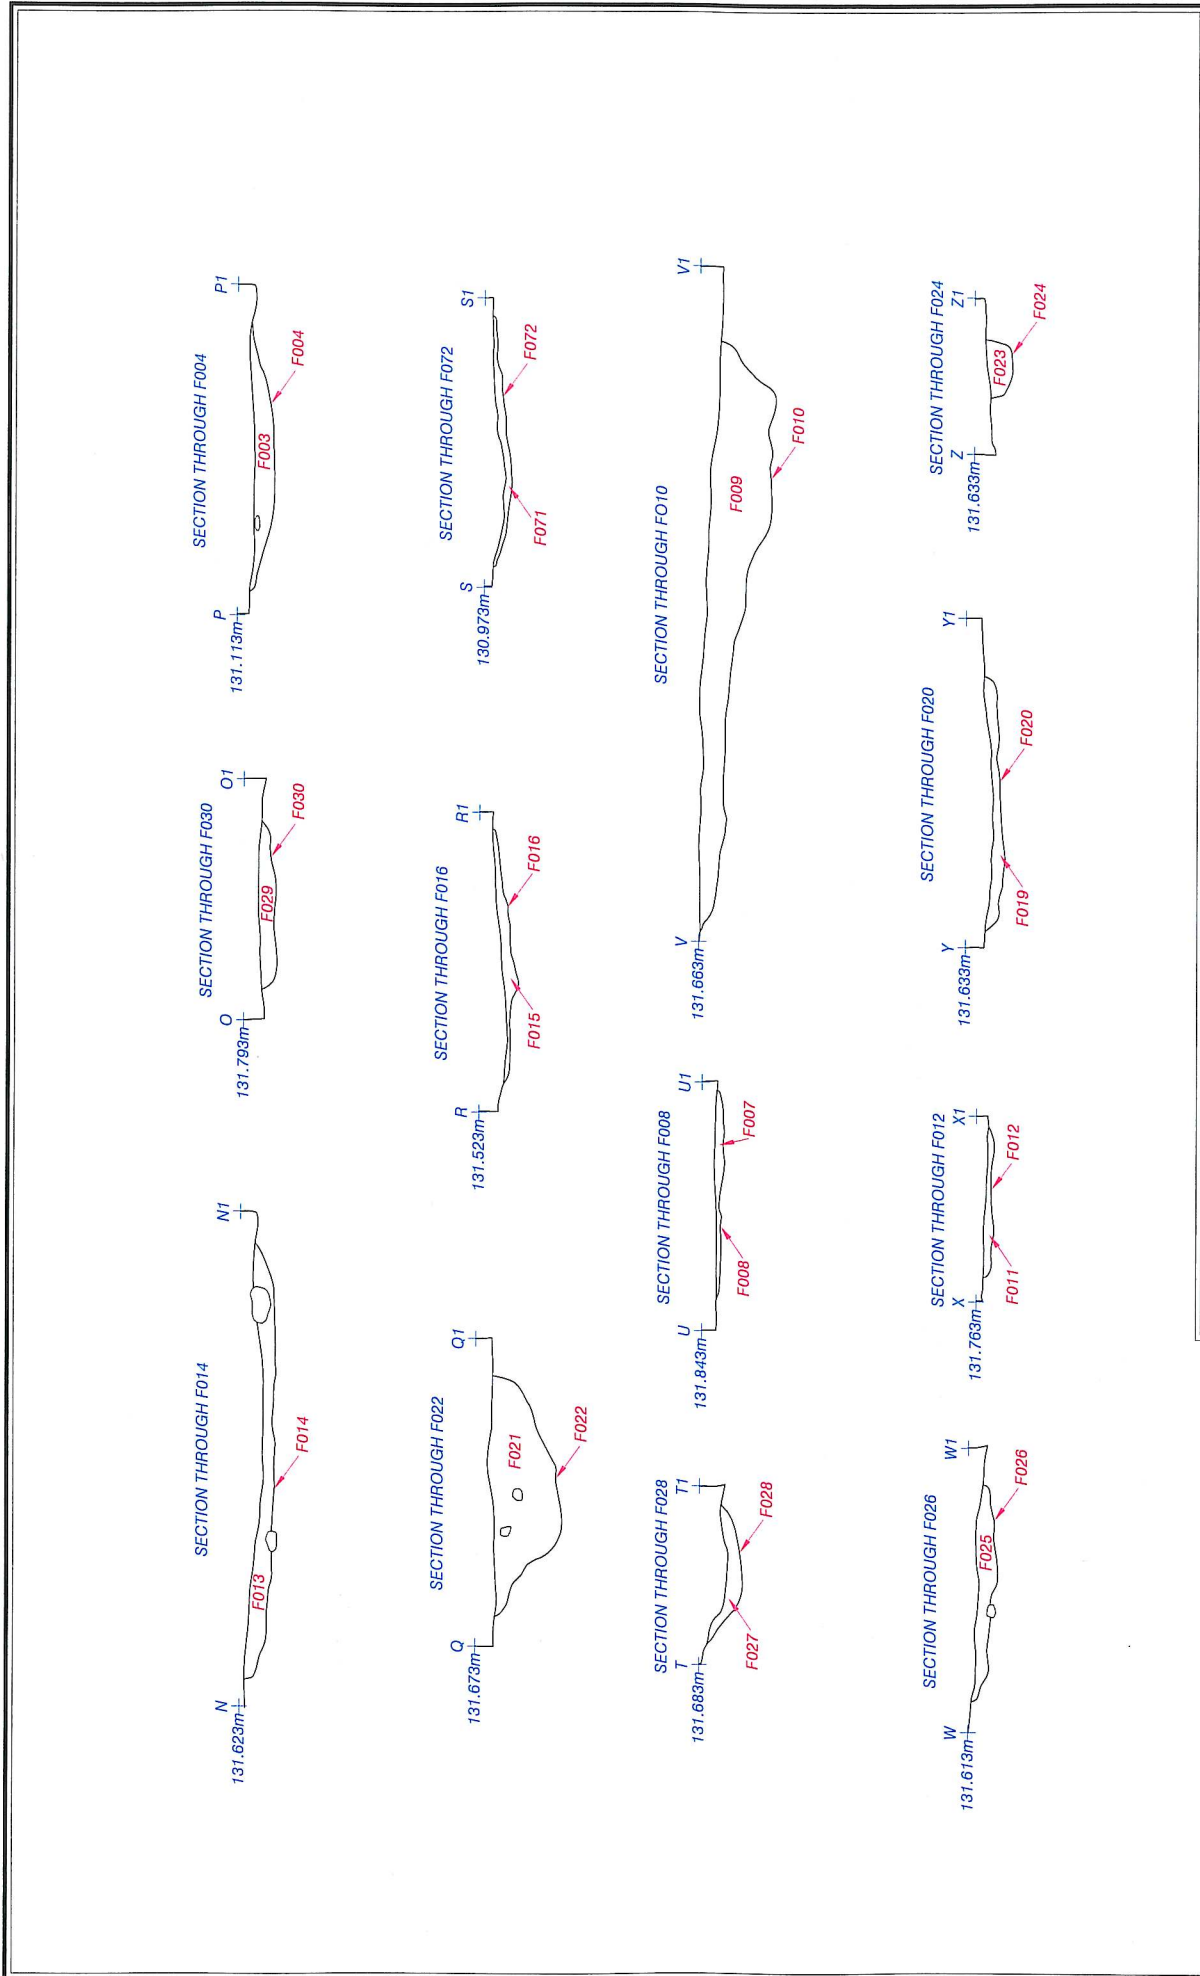 SECTION THROUGH F014
N
N1
131.623m
F013
F014
SECTION THROUGH F030
O
O1
131.793m
F029
F030
SECTION THROUGH F004
P
P1
131.113m
F003
F004
SECTION THROUGH F022
Q
Q1
131.673m
F021
F022
SECTION THROUGH F016
R
R1
131.523m
F015
F016
SECTION THROUGH F072
S
S1
130.973m
F071
F072
SECTION THROUGH F028
T
T1
131.683m
F027
F028
SECTION THROUGH F008
U
U1
131.843m
F008
F007
SECTION THROUGH FO10
V
V1
131.663m
F009
F010
SECTION THROUGH F026
W
W1
131.613m
F025
F026
SECTION THROUGH F012
X
X1
131.763m
F011
F012
SECTION THROUGH F020
Y
Y1
131.633m
F019
F020
SECTION THROUGH F024
Z
Z1
131.633m
F023
F024